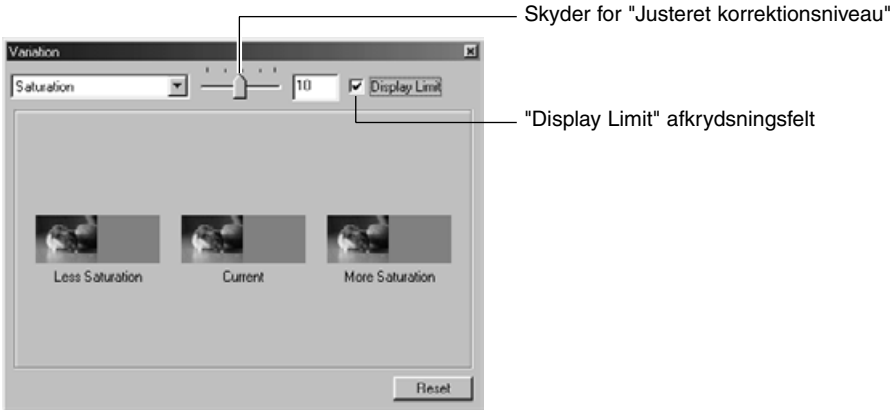 Skyder for "Justeret korrektionsniveau"
Variation
Saturation
10
Display Limit
"Display Limit" afkrydsningsfelt
Less Saturation
Current
More Saturation
Reset